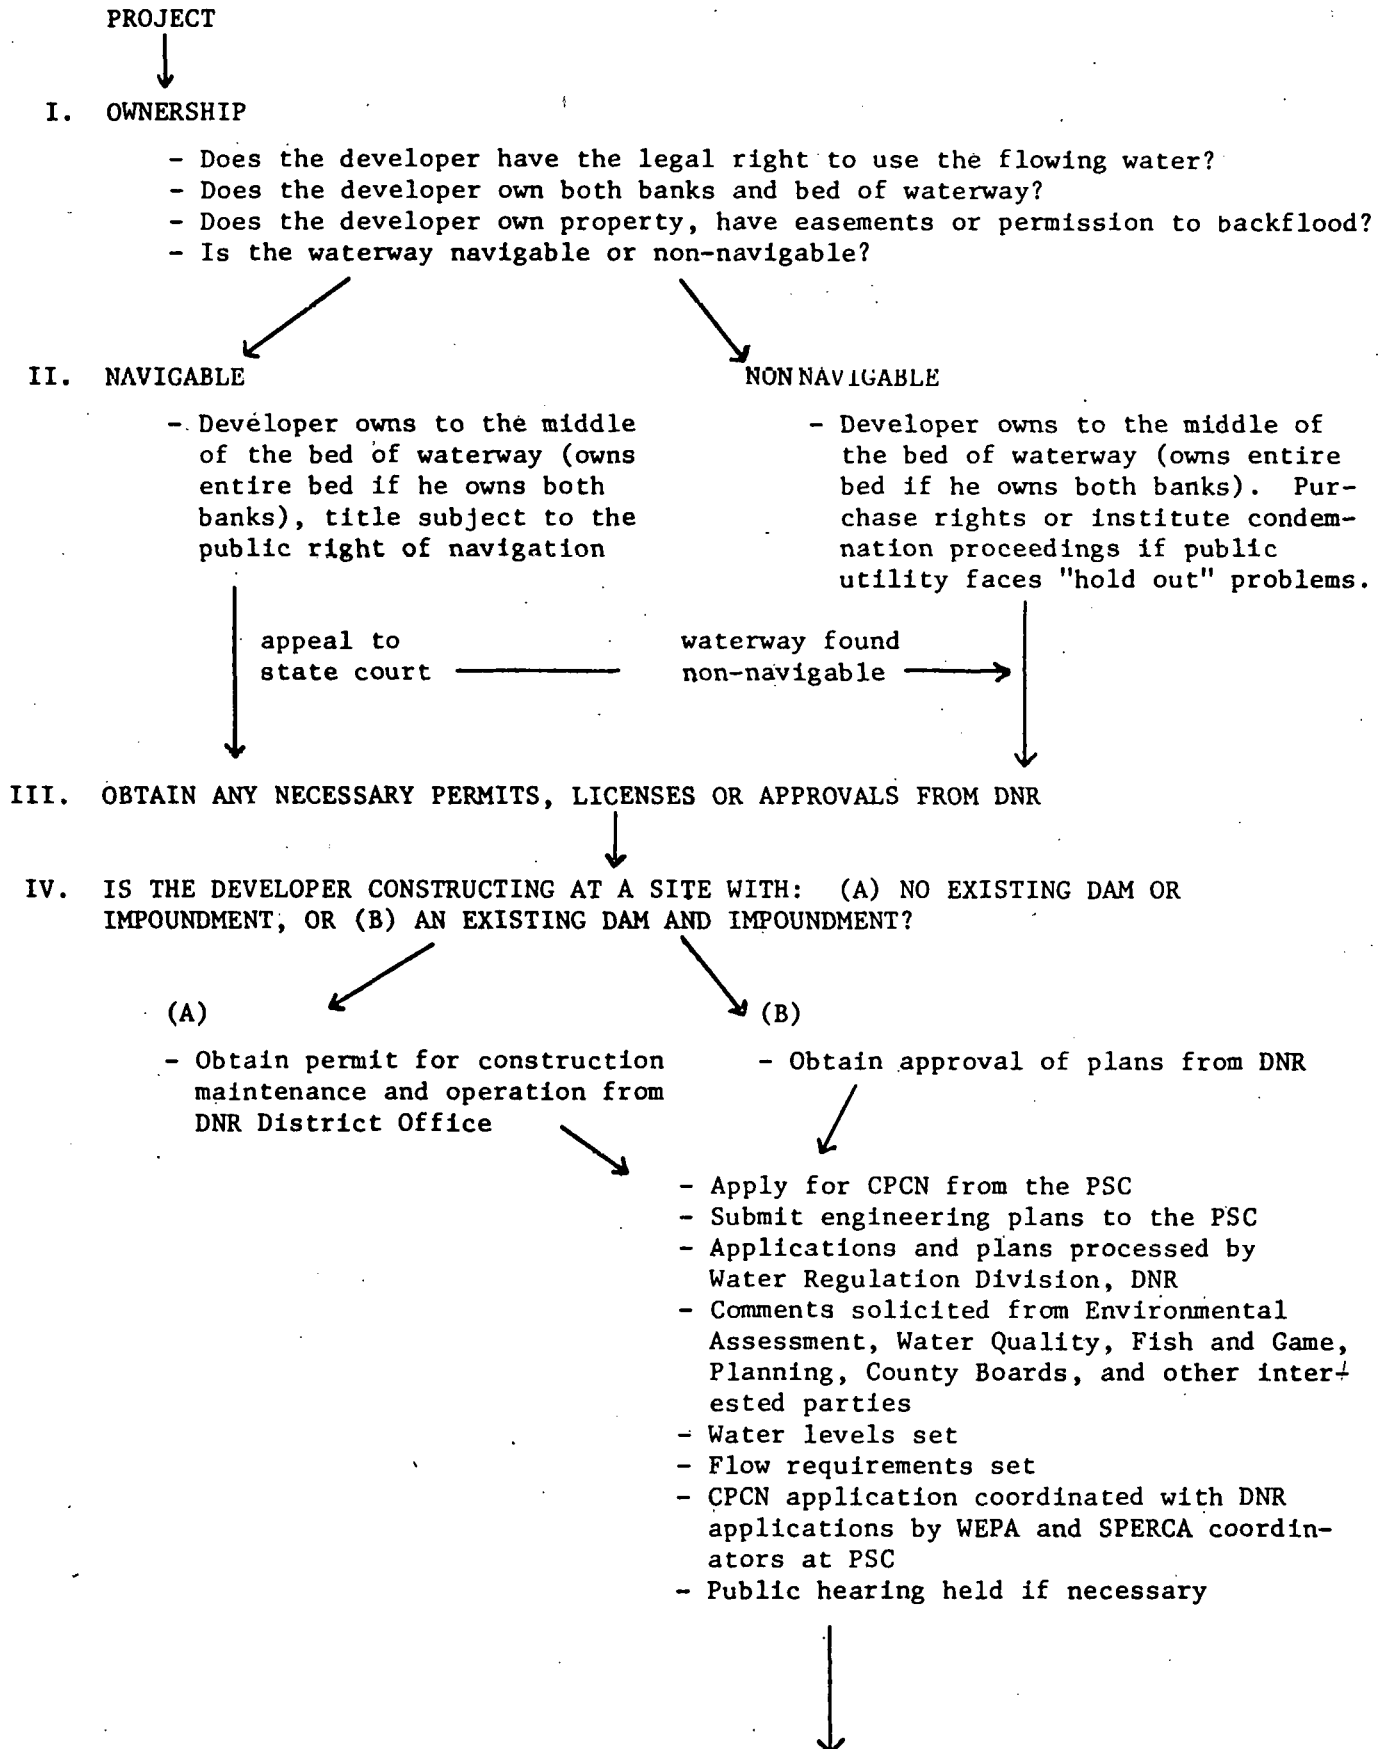 PROJECT
I. OWNERSHIP
- Does the developer have the legal right to use the flowing water?
- Does the developer own both banks and bed of waterway?
- Does the developer own property, have easements or permission to backflood?
- Is the waterway navigable or non-navigable?
II. NAVIGABLE
- Developer owns to the middle
of the bed of waterway (owns
entire bed if he owns both
banks), title subject to the
public right of navigation
NONNAVIGABLE
- Developer owns to the middle of
the bed of waterway (owns entire
bed if he owns both banks). Pur-
chase rights or institute condem-
nation proceedings if public
utility faces "hold out" problems.
appeal to
state court
waterway found
non-navigable
III. OBTAIN ANY NECESSARY PERMITS, LICENSES OR APPROVALS FROM DNR
IV. IS THE DEVELOPER CONSTRUCTING AT A SITE WITH: (A) NO EXISTING DAM OR
IMPOUNDMENT, OR (B) AN EXISTING DAM AND IMPOUNDMENT?
(A)
- Obtain permit for construction
maintenance and operation from
DNR District Office
(B)
- Obtain approval of plans from DNR
- Apply for CPCN from the PSC
- Submit engineering plans to the PSC
- Applications and plans processed by
Water Regulation Division, DNR
- Comments solicited from Environmental
Assessment, Water Quality, Fish and Game,
Planning, County Boards, and other inter-
ested parties
- Water levels set
- Flow requirements set
- CPCN application coordinated with DNR
applications by WEPA and SPERCA coordin-
ators at PSC
- Public hearing held if necessary